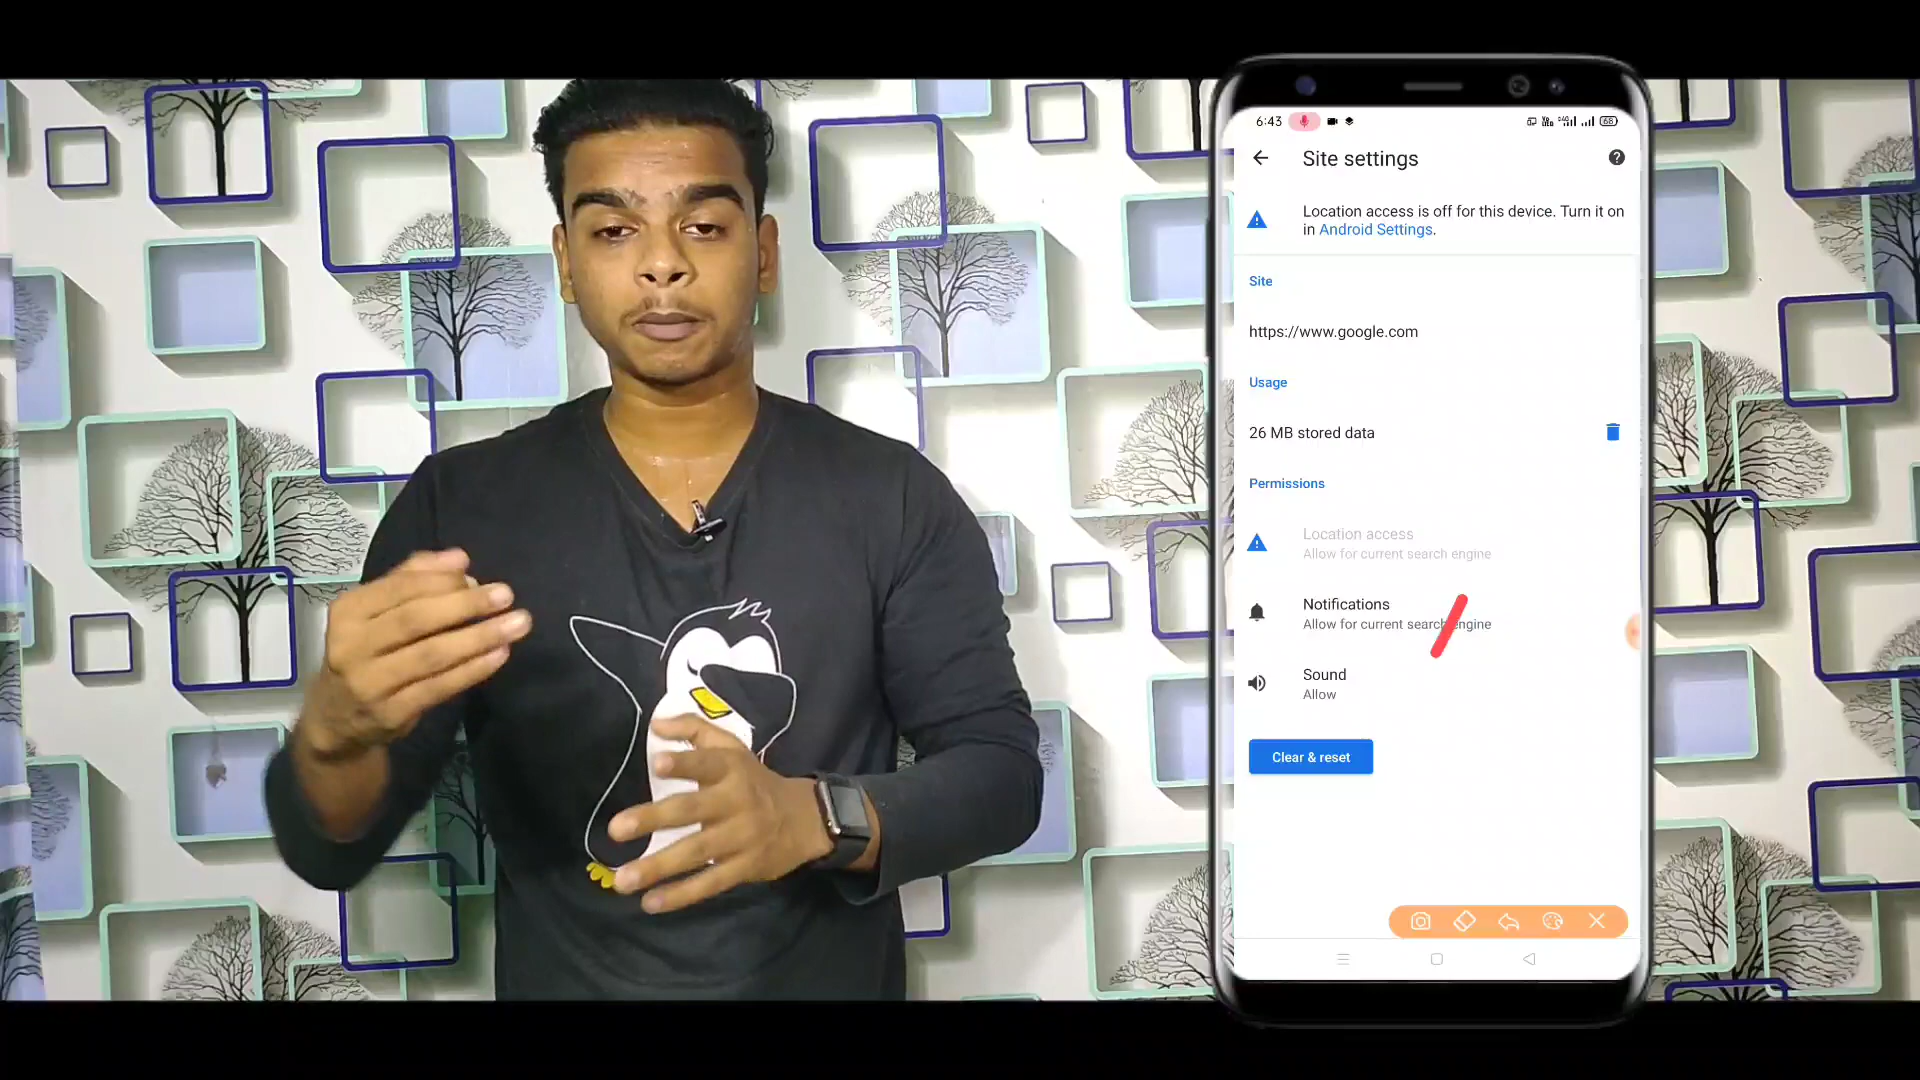 6:43
68
Site settings
Location access is off for this device. Turn it on
in Android Settings.
Site
https://www.google.com
Usage
26 MB stored data
Permissions
Location access
Allow for current search engine
Notifications
Allow for current search engine
Sound
Allow
Clear & reset